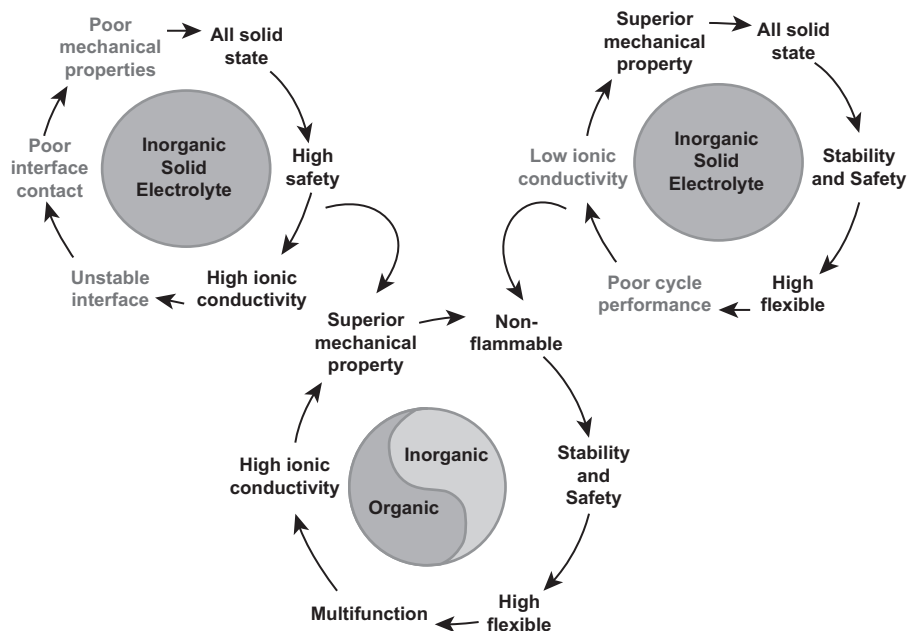 Poor
mechanical
properties
All solid
state
High
safety
High ionic
conductivity
Unstable
interface
Poor
interface
contact
Inorganic
Solid
Electrolyte
Superior
mechanical
property
All solid
state
Stability
and Safety
High
flexible
Poor cycle
performance
Low ionic
conductivity
Inorganic
Solid
Electrolyte
Superior
mechanical
property
Non-
flammable
Stability
and
Safety
High
flexible
Multifunction
High ionic
conductivity
Inorganic
Organic